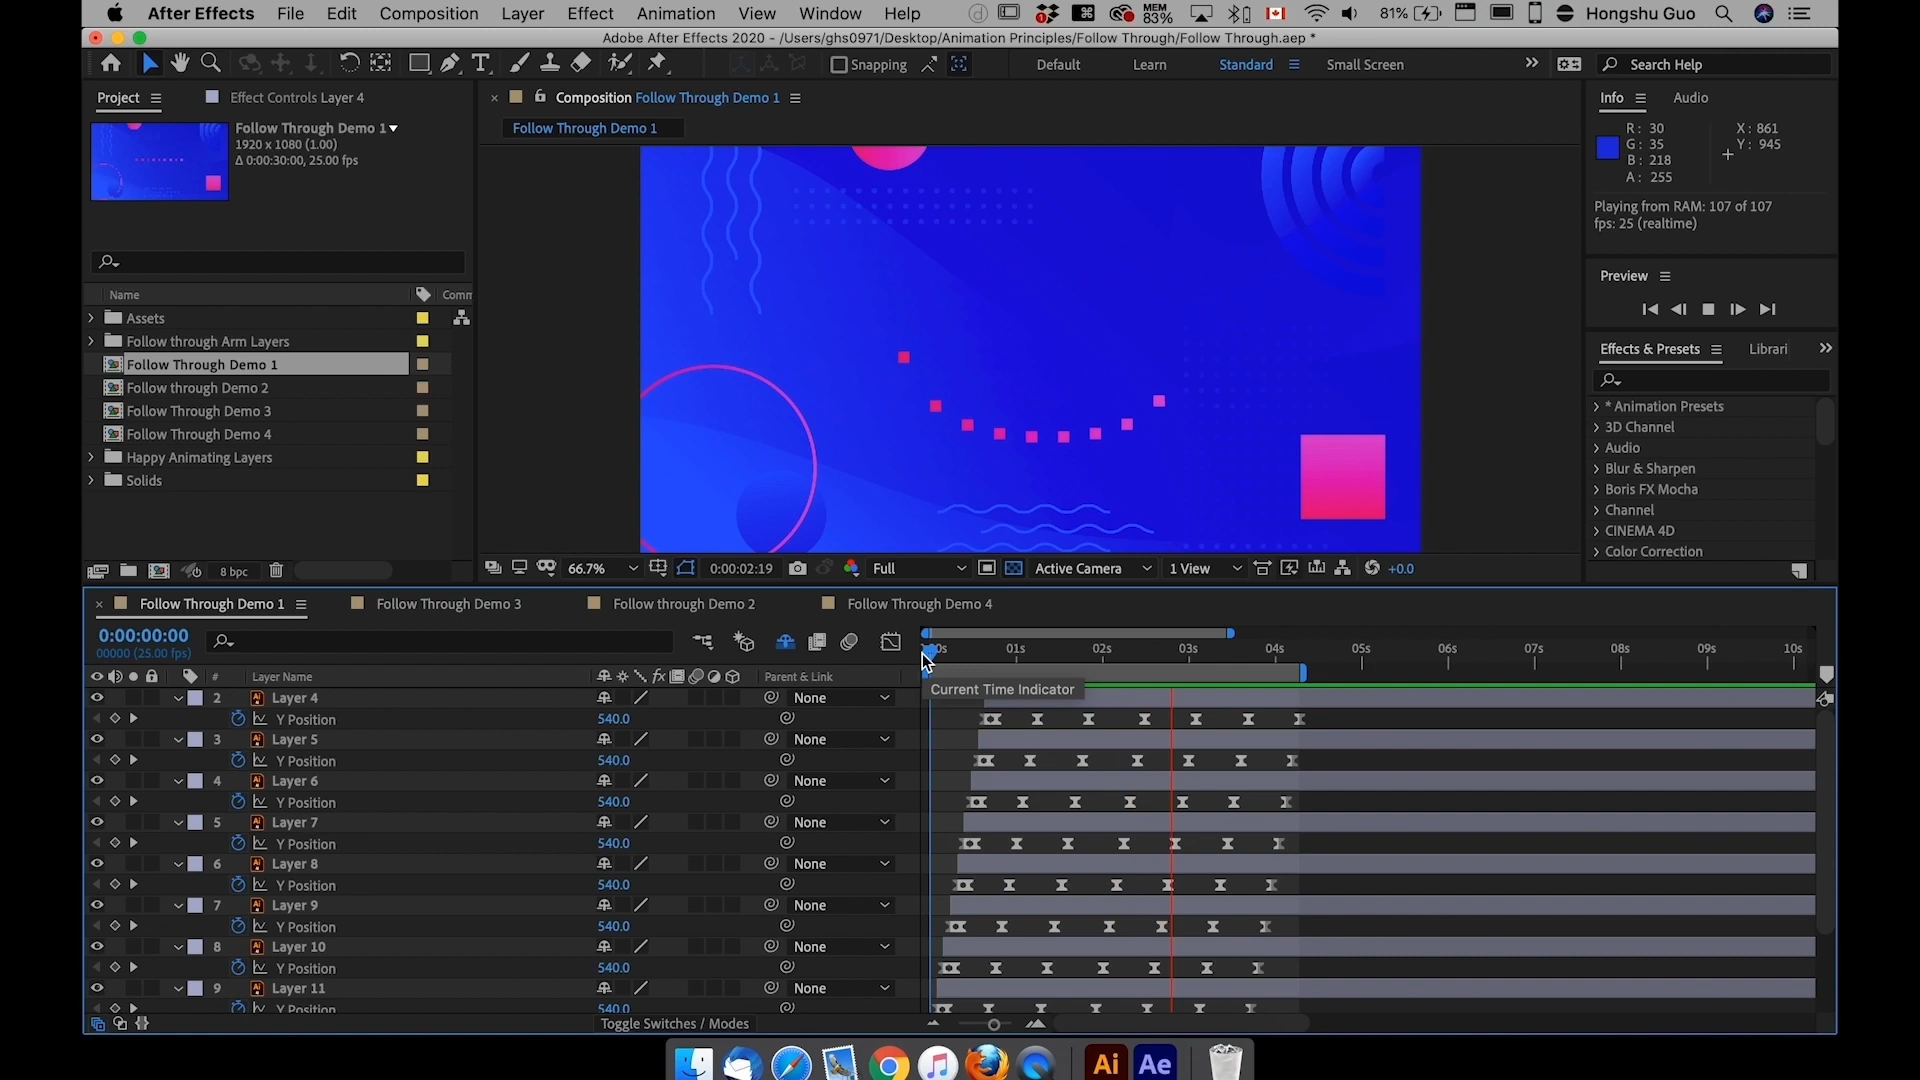 After Effects File Edit Composition Layer Effect Animation View Window Help MEM 83% 81% Hongshu Guo
Adobe After Effects 2020 - /Users/ghs0971/Desktop/Animation Principles/Follow Through/Follow Through.aep *
Snapping Default Learn Standard Small Screen Search Help
Project Effect Controls Layer 4 Composition Follow Through Demo 1 Info Audio
Follow Through Demo 1
1920 x 1080 (1.00)
Δ 0:00:30:00, 25.00 fps
Follow Through Demo 1
R: 30 X: 861
G: 35 Y: 945
B: 218
A: 255
Playing from RAM: 107 of 107
fps: 25 (realtime)
Preview
Name Comm
Assets
Follow through Arm Layers
Follow Through Demo 1
Follow through Demo 2
Follow Through Demo 3
Follow Through Demo 4
Happy Animating Layers
Solids
Effects & Presets Librari
* Animation Presets
3D Channel
Audio
Blur & Sharpen
Boris FX Mocha
Channel
CINEMA 4D
Color Correction
8 bpc 66.7% 0:00:02:19 Full Active Camera 1 View +0.0
Follow Through Demo 1 Follow Through Demo 3 Follow through Demo 2 Follow Through Demo 4
0:00:00:00
00000 (25.00 fps)
0s 01s 02s 03s 04s 05s 06s 07s 08s 09s 10s
# Layer Name fx Parent & Link
Current Time Indicator
2 Layer 4 None
Y Position 540.0
3 Layer 5 None
Y Position 540.0
4 Layer 6 None
Y Position 540.0
5 Layer 7 None
Y Position 540.0
6 Layer 8 None
Y Position 540.0
7 Layer 9 None
Y Position 540.0
8 Layer 10 None
Y Position 540.0
9 Layer 11 None
Y Position 540.0
Toggle Switches / Modes
Ai Ae